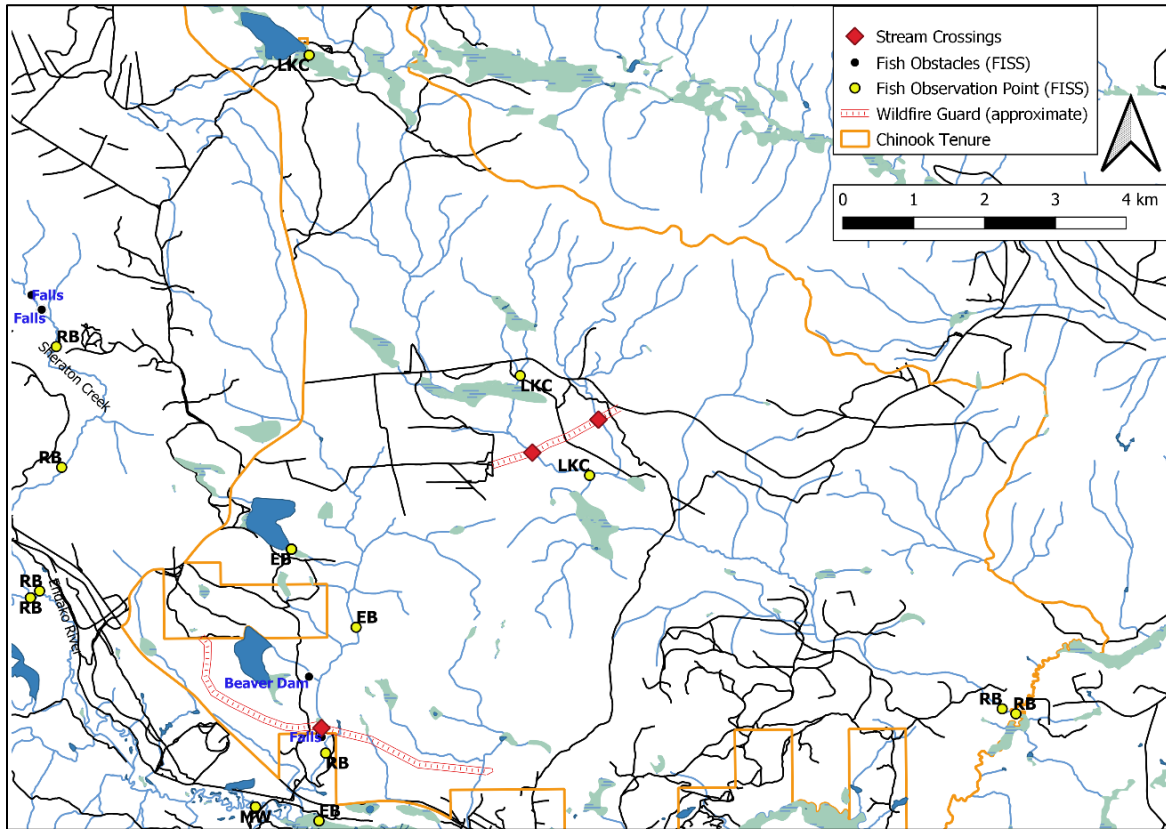 Stream Crossings
Fish Obstacles (FISS)
Fish Observation Point (FISS)
Wildfire Guard (approximate)
Chinook Tenure
0 1 2 3 4 km
LKC
Falls
Falls
RB
Sheraton Creek
LKC
RB
LKC
EB
RB
RB
Endako River
EB
Beaver Dam
RB
RB
Falls
RB
MW
EB